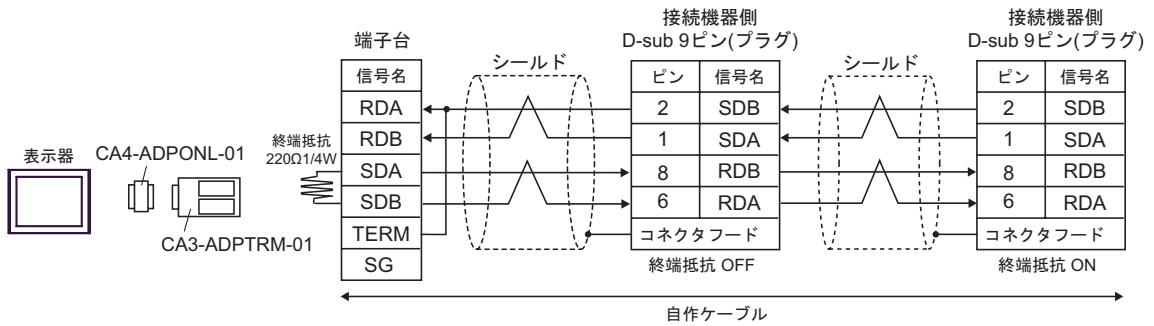 接続機器側
D-sub 9ピン(プラグ)
接続機器側
D-sub 9ピン(プラグ)
端子台
シールド
シールド
信号名
ピン 信号名
ピン 信号名
RDA
2 SDB
2 SDB
RDB
1 SDA
1 SDA
終端抵抗
220Ω1/4W
SDA
8 RDB
8 RDB
SDB
6 RDA
6 RDA
TERM
コネクタフード
コネクタフード
SG
終端抵抗 OFF
終端抵抗 ON
表示器
CA4-ADPONL-01
CA3-ADPTRM-01
自作ケーブル